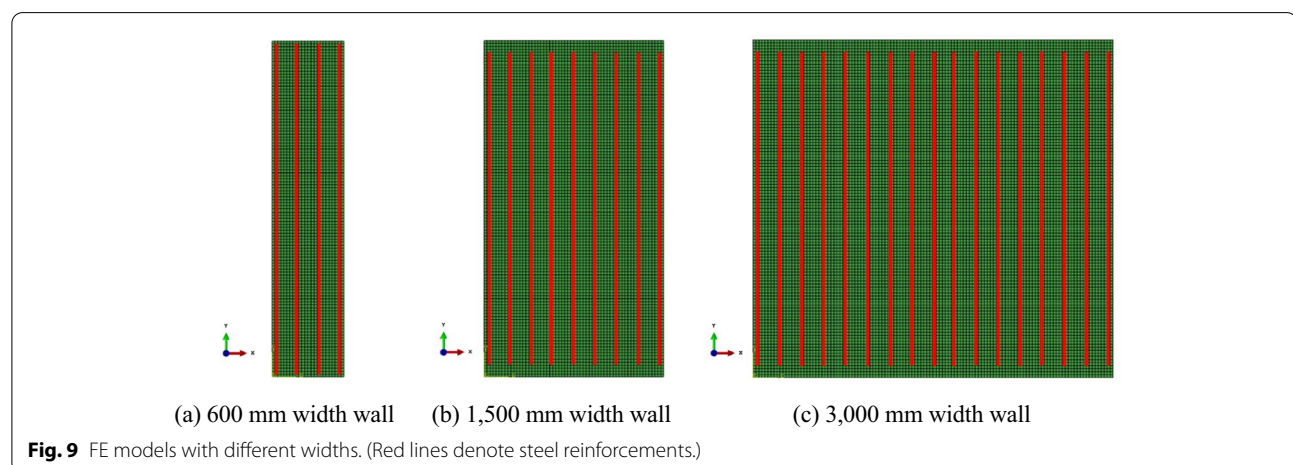 Y
X
Y
X
Y
X
(a) 600 mm width wall
(b) 1,500 mm width wall
(c) 3,000 mm width wall
Fig. 9 FE models with different widths. (Red lines denote steel reinforcements.)